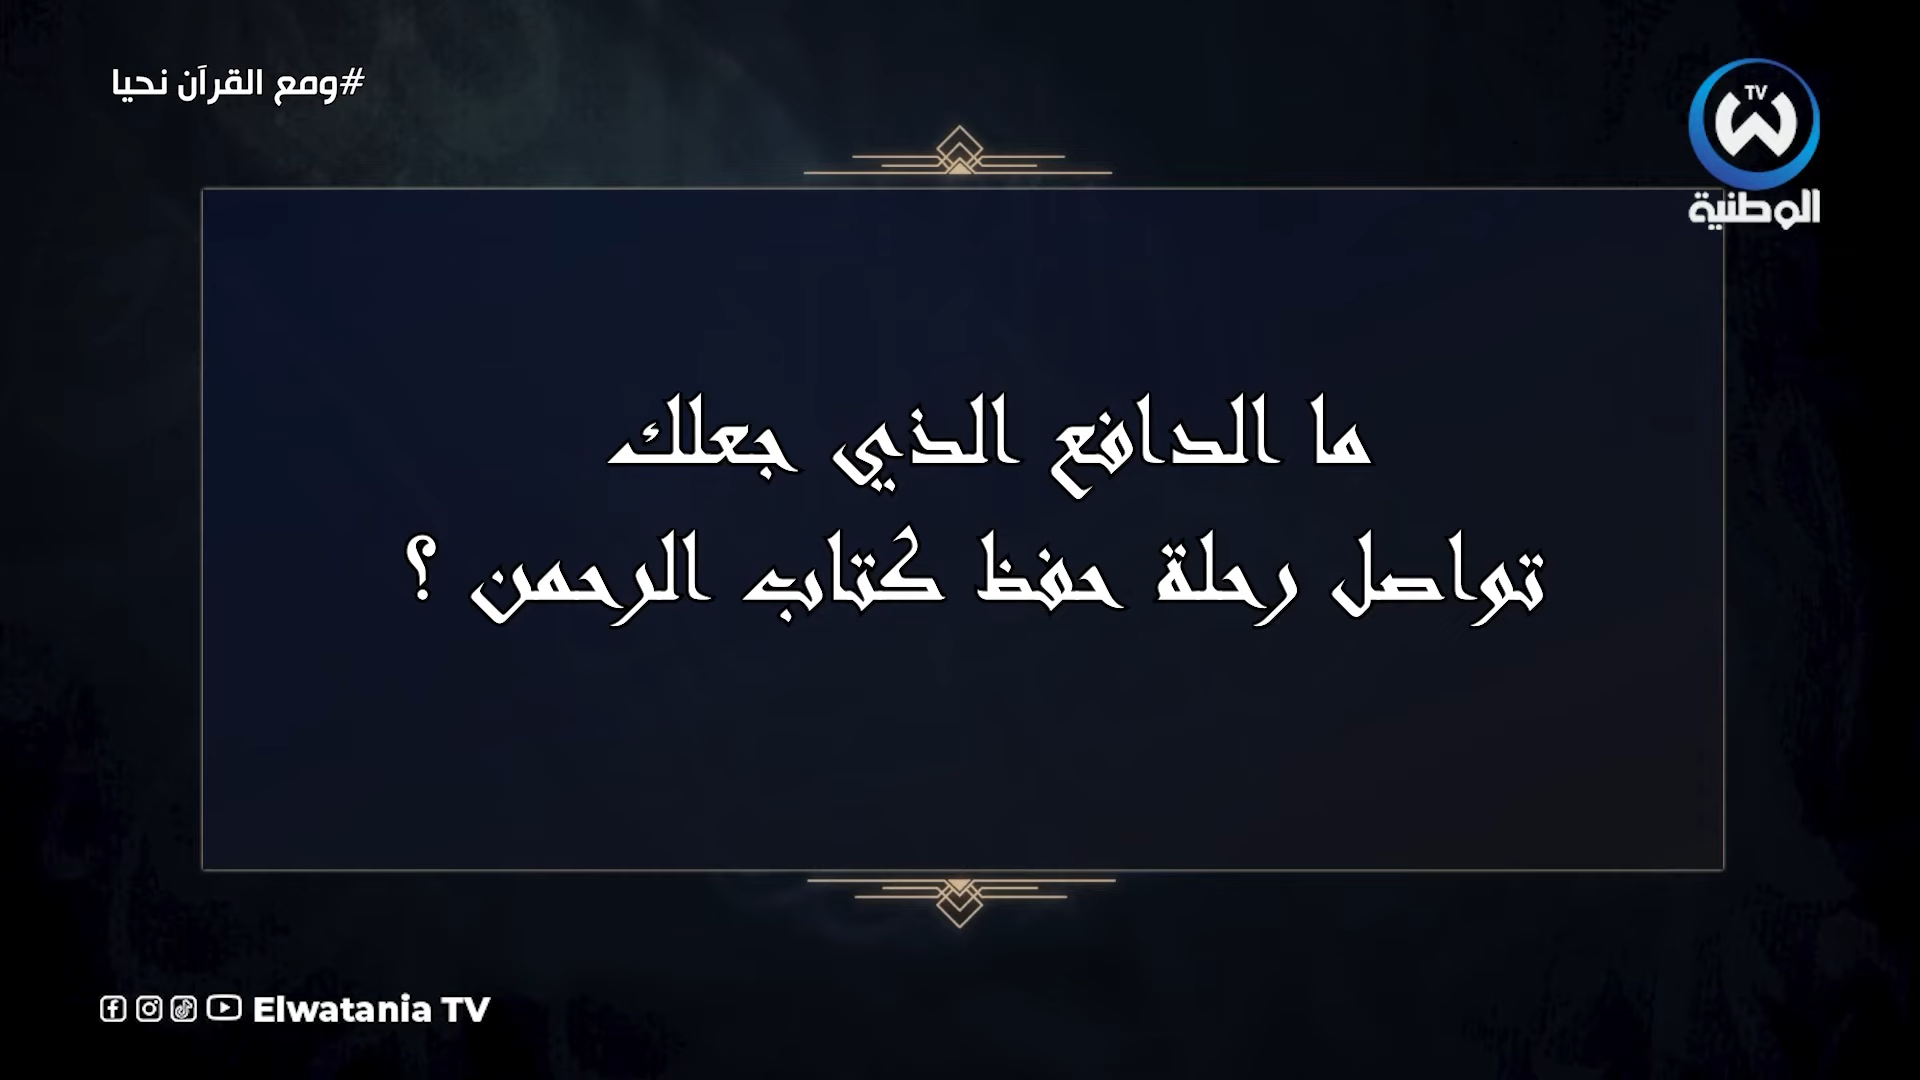 #ومع القرآن نحيا
TV
الوطنية
ما الدافع الذي جعلك
تواصل رحلة حفظ كتاب الرحمن ؟
Elwatania TV